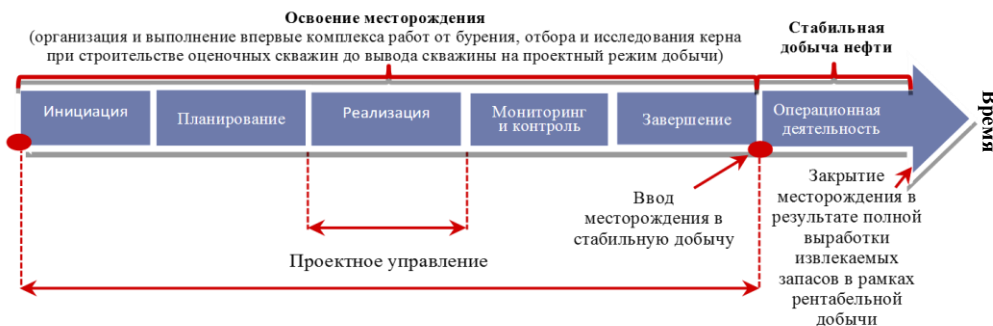 Освоение месторождения
(организация и выполнение впервые комплекса работ от бурения, отбора и исследования керна
при строительстве оценочных скважин до вывода скважины на проектный режим добычи)
Стабильная
добыча нефти
Инициация
Планирование
Реализация
Мониторинг
и контроль
Завершение
Операционная
деятельность
Время
Ввод
месторождения в
стабильную добычу
Закрытие
месторождения в
результате полной
выработки
извлекаемых
запасов в рамках
рентабельной
добычи
Проектное управление